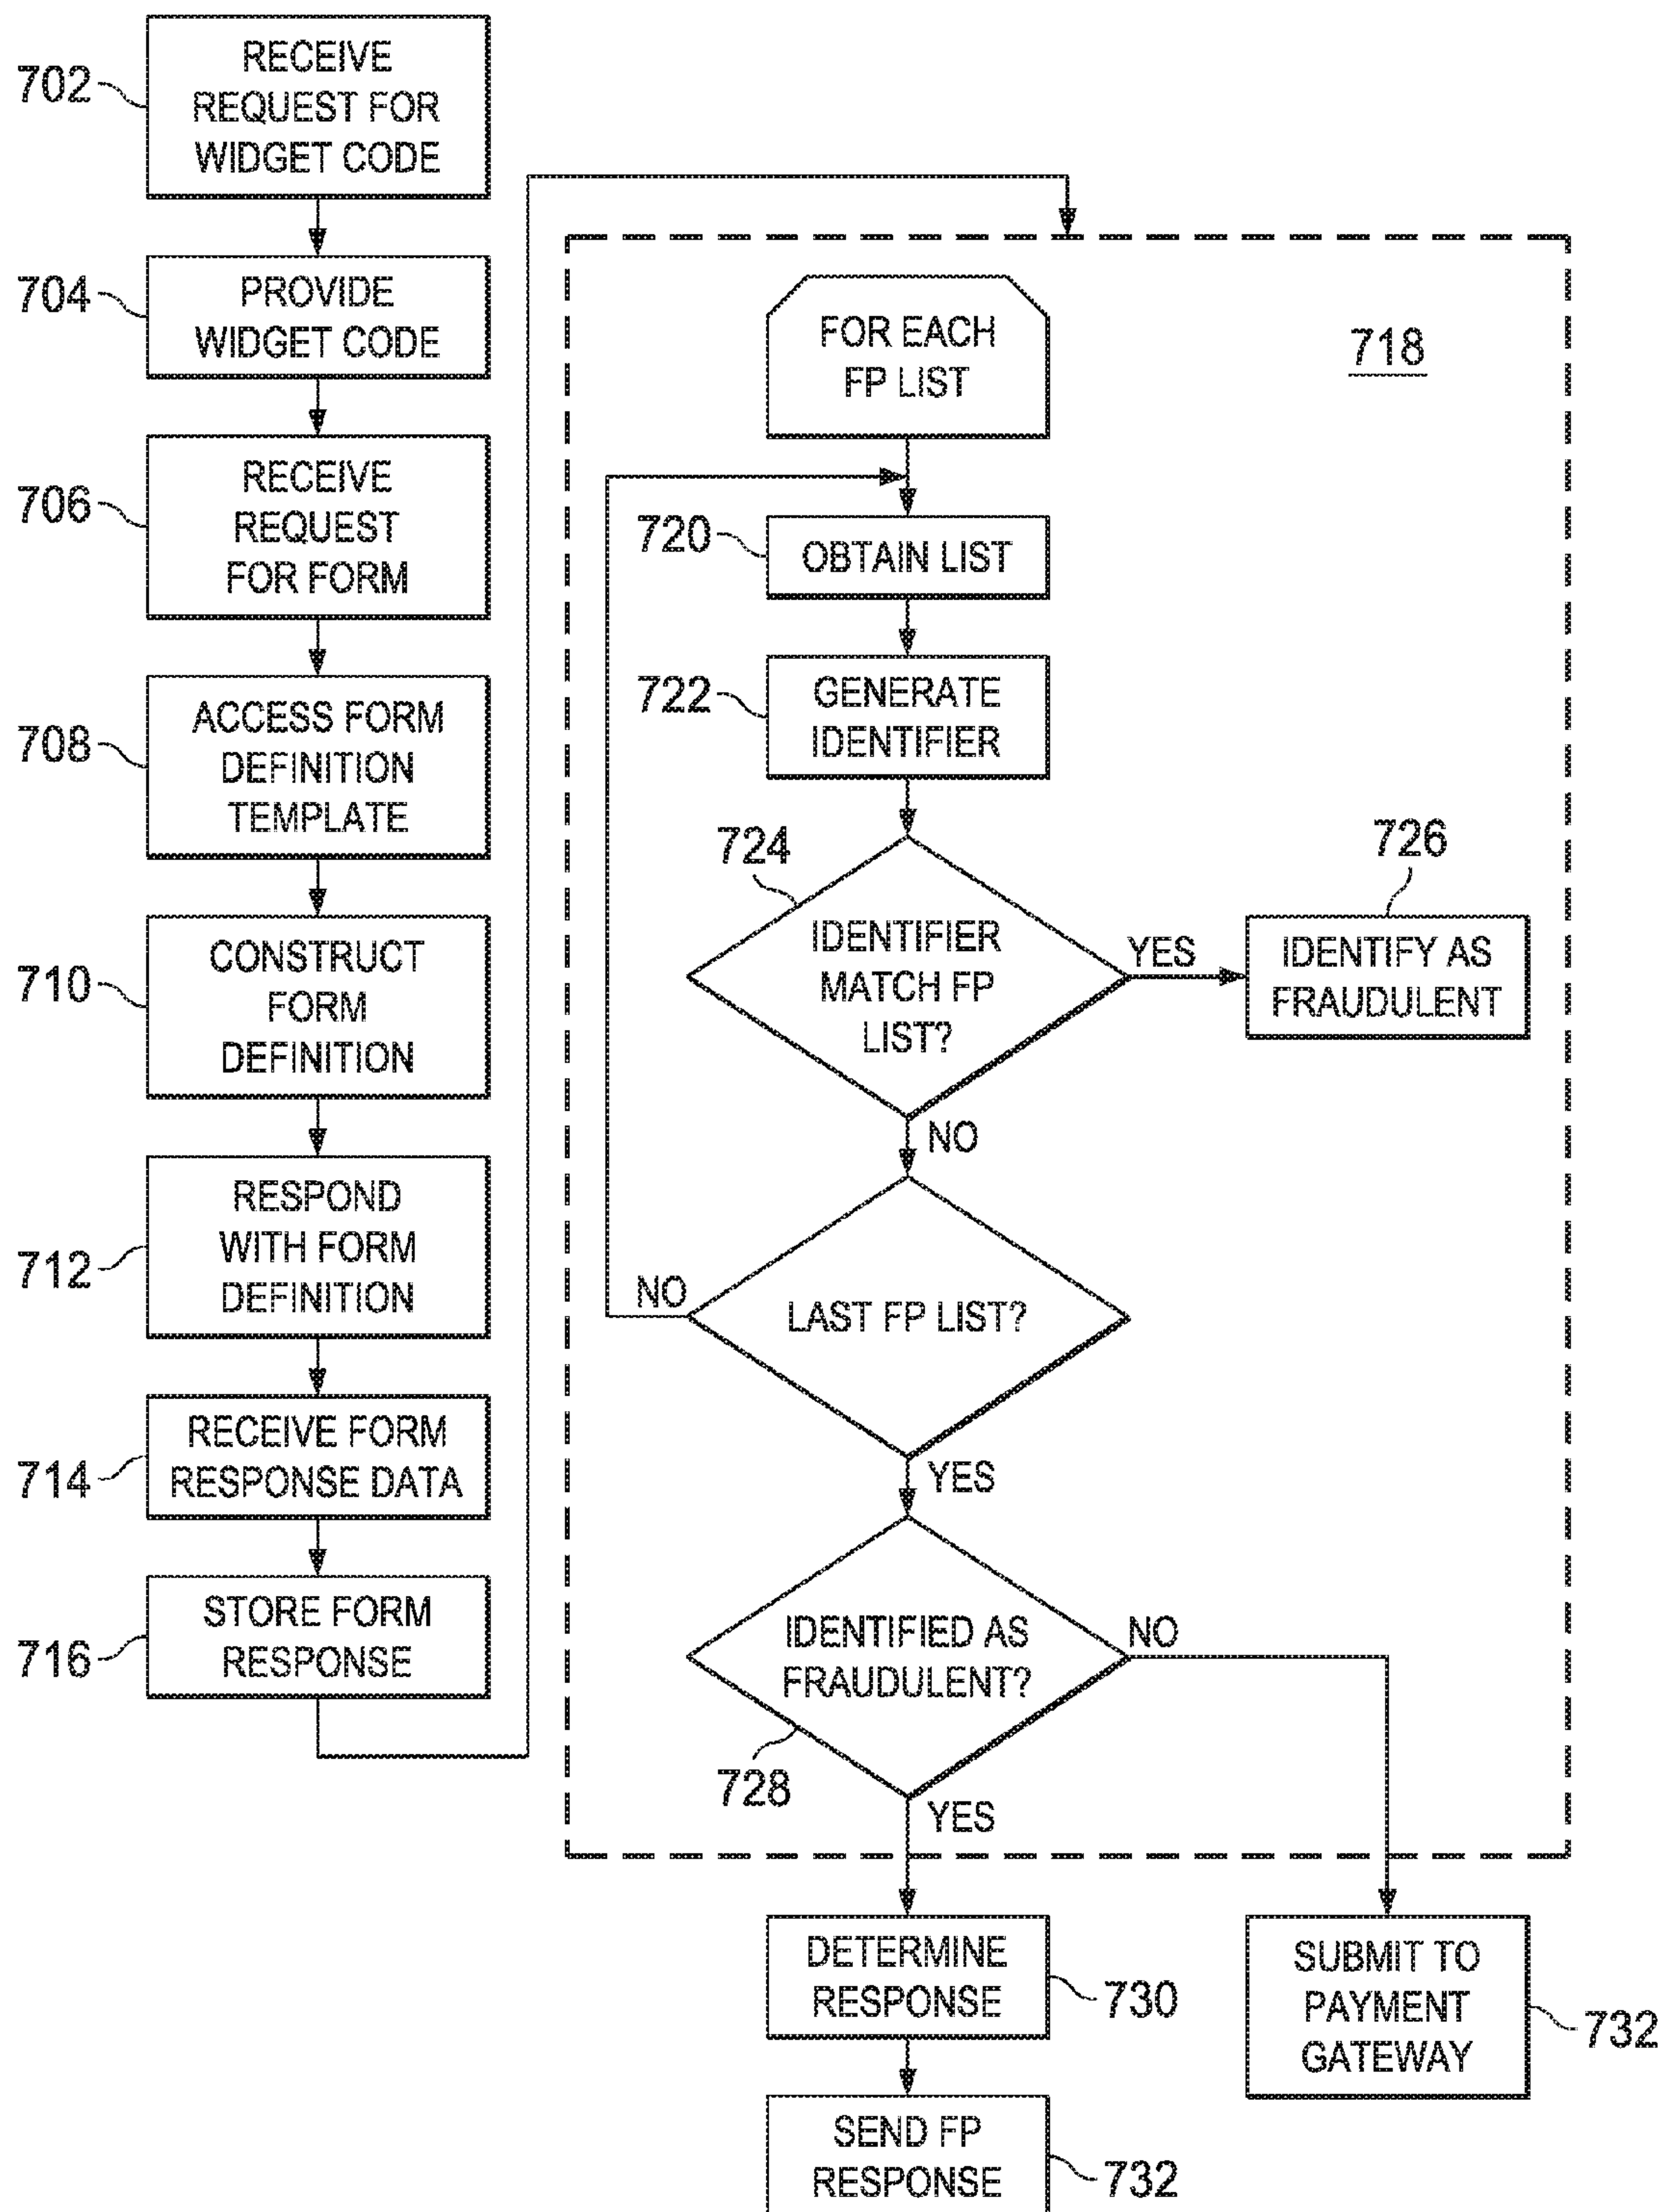 702
RECEIVE
REQUEST FOR
WIDGET CODE
704
PROVIDE
WIDGET CODE
706
RECEIVE
REQUEST
FOR FORM
708
ACCESS FORM
DEFINITION
TEMPLATE
710
CONSTRUCT
FORM
DEFINITION
712
RESPOND
WITH FORM
DEFINITION
714
RECEIVE FORM
RESPONSE DATA
716
STORE FORM
RESPONSE
718
FOR EACH
FP LIST
720
OBTAIN LIST
722
GENERATE
IDENTIFIER
724
IDENTIFIER
MATCH FP
LIST?
YES
726
IDENTIFY AS
FRAUDULENT
NO
LAST FP LIST?
NO
YES
IDENTIFIED AS
FRAUDULENT?
728
NO
YES
DETERMINE
RESPONSE
730
SUBMIT TO
PAYMENT
GATEWAY
732
SEND FP
RESPONSE
732